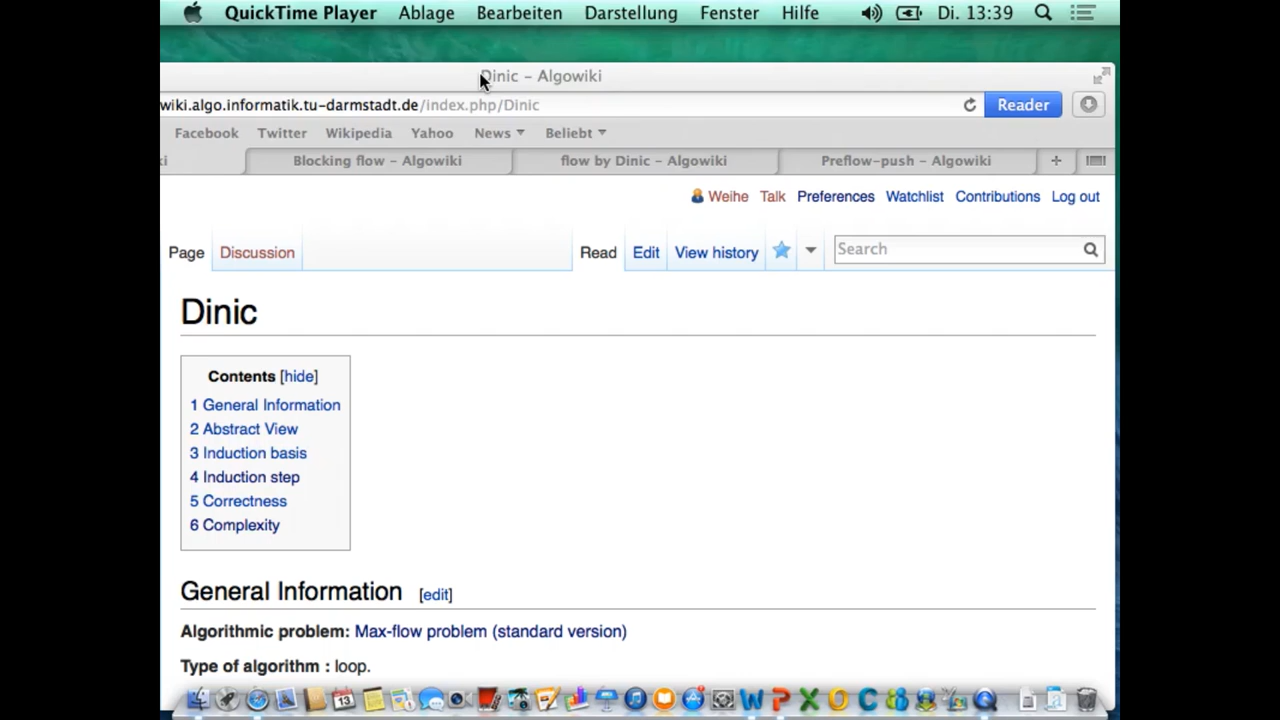 QuickTime Player Ablage Bearbeiten Darstellung Fenster Hilfe Di. 13:39
Dinic – Algowiki
wiki.algo.informatik.tu-darmstadt.de/index.php/Dinic Reader
Facebook Twitter Wikipedia Yahoo News Beliebt
ki Blocking flow – Algowiki flow by Dinic – Algowiki Preflow-push – Algowiki +
Weihe Talk Preferences Watchlist Contributions Log out
Page Discussion Read Edit View history Search
Dinic
Contents [hide]
1 General Information
2 Abstract View
3 Induction basis
4 Induction step
5 Correctness
6 Complexity
General Information [edit]
Algorithmic problem: Max-flow problem (standard version)
Type of algorithm : loop.
13